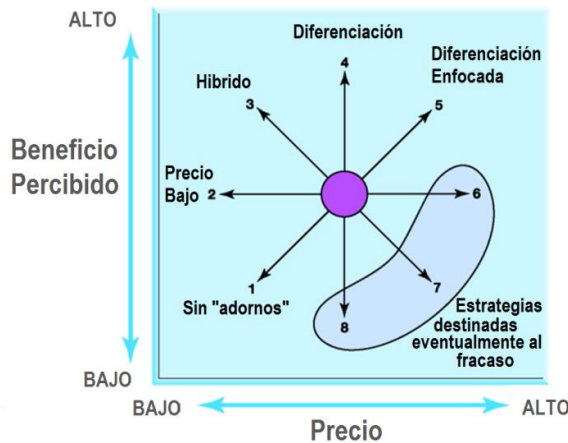 ALTO
Diferenciación
4
Diferenciación
Enfocada
Hibrido
3
5
Beneficio
Percibido
Precio
Bajo 2
6
1
7
Sin "adornos"
8
Estrategias
destinadas
eventualmente al
fracaso
BAJO
BAJO
ALTO
Precio